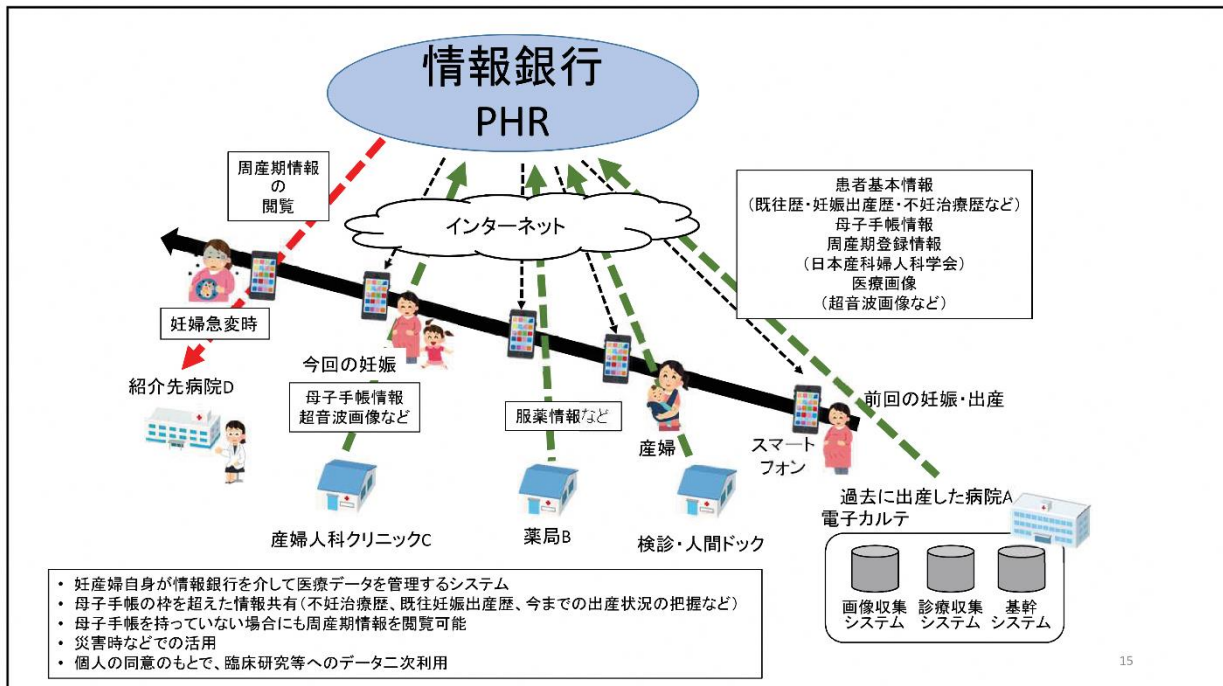 情報銀行
PHR
周産期情報
の
閲覧
インターネット
患者基本情報
(既往歴・妊娠出産歴・不妊治療歴など)
母子手帳情報
周産期登録情報
(日本産科婦人科学会)
医療画像
(超音波画像など)
妊婦急変時
紹介先病院D
今回の妊娠
母子手帳情報
超音波画像など
服薬情報など
産婦
スマート
フォン
前回の妊娠・出産
産婦人科クリニックC
薬局B
検診・人間ドック
過去に出産した病院A
電子カルテ
画像収集
システム
診療収集
システム
基幹
システム
・ 妊産婦自身が情報銀行を介して医療データを管理するシステム
・ 母子手帳の枠を超えた情報共有(不妊治療歴、既往妊娠出産歴、今までの出産状況の把握など)
・ 母子手帳を持っていない場合にも周産期情報を閲覧可能
・ 災害時などでの活用
・ 個人の同意のもとで、臨床研究等へのデータ二次利用
15